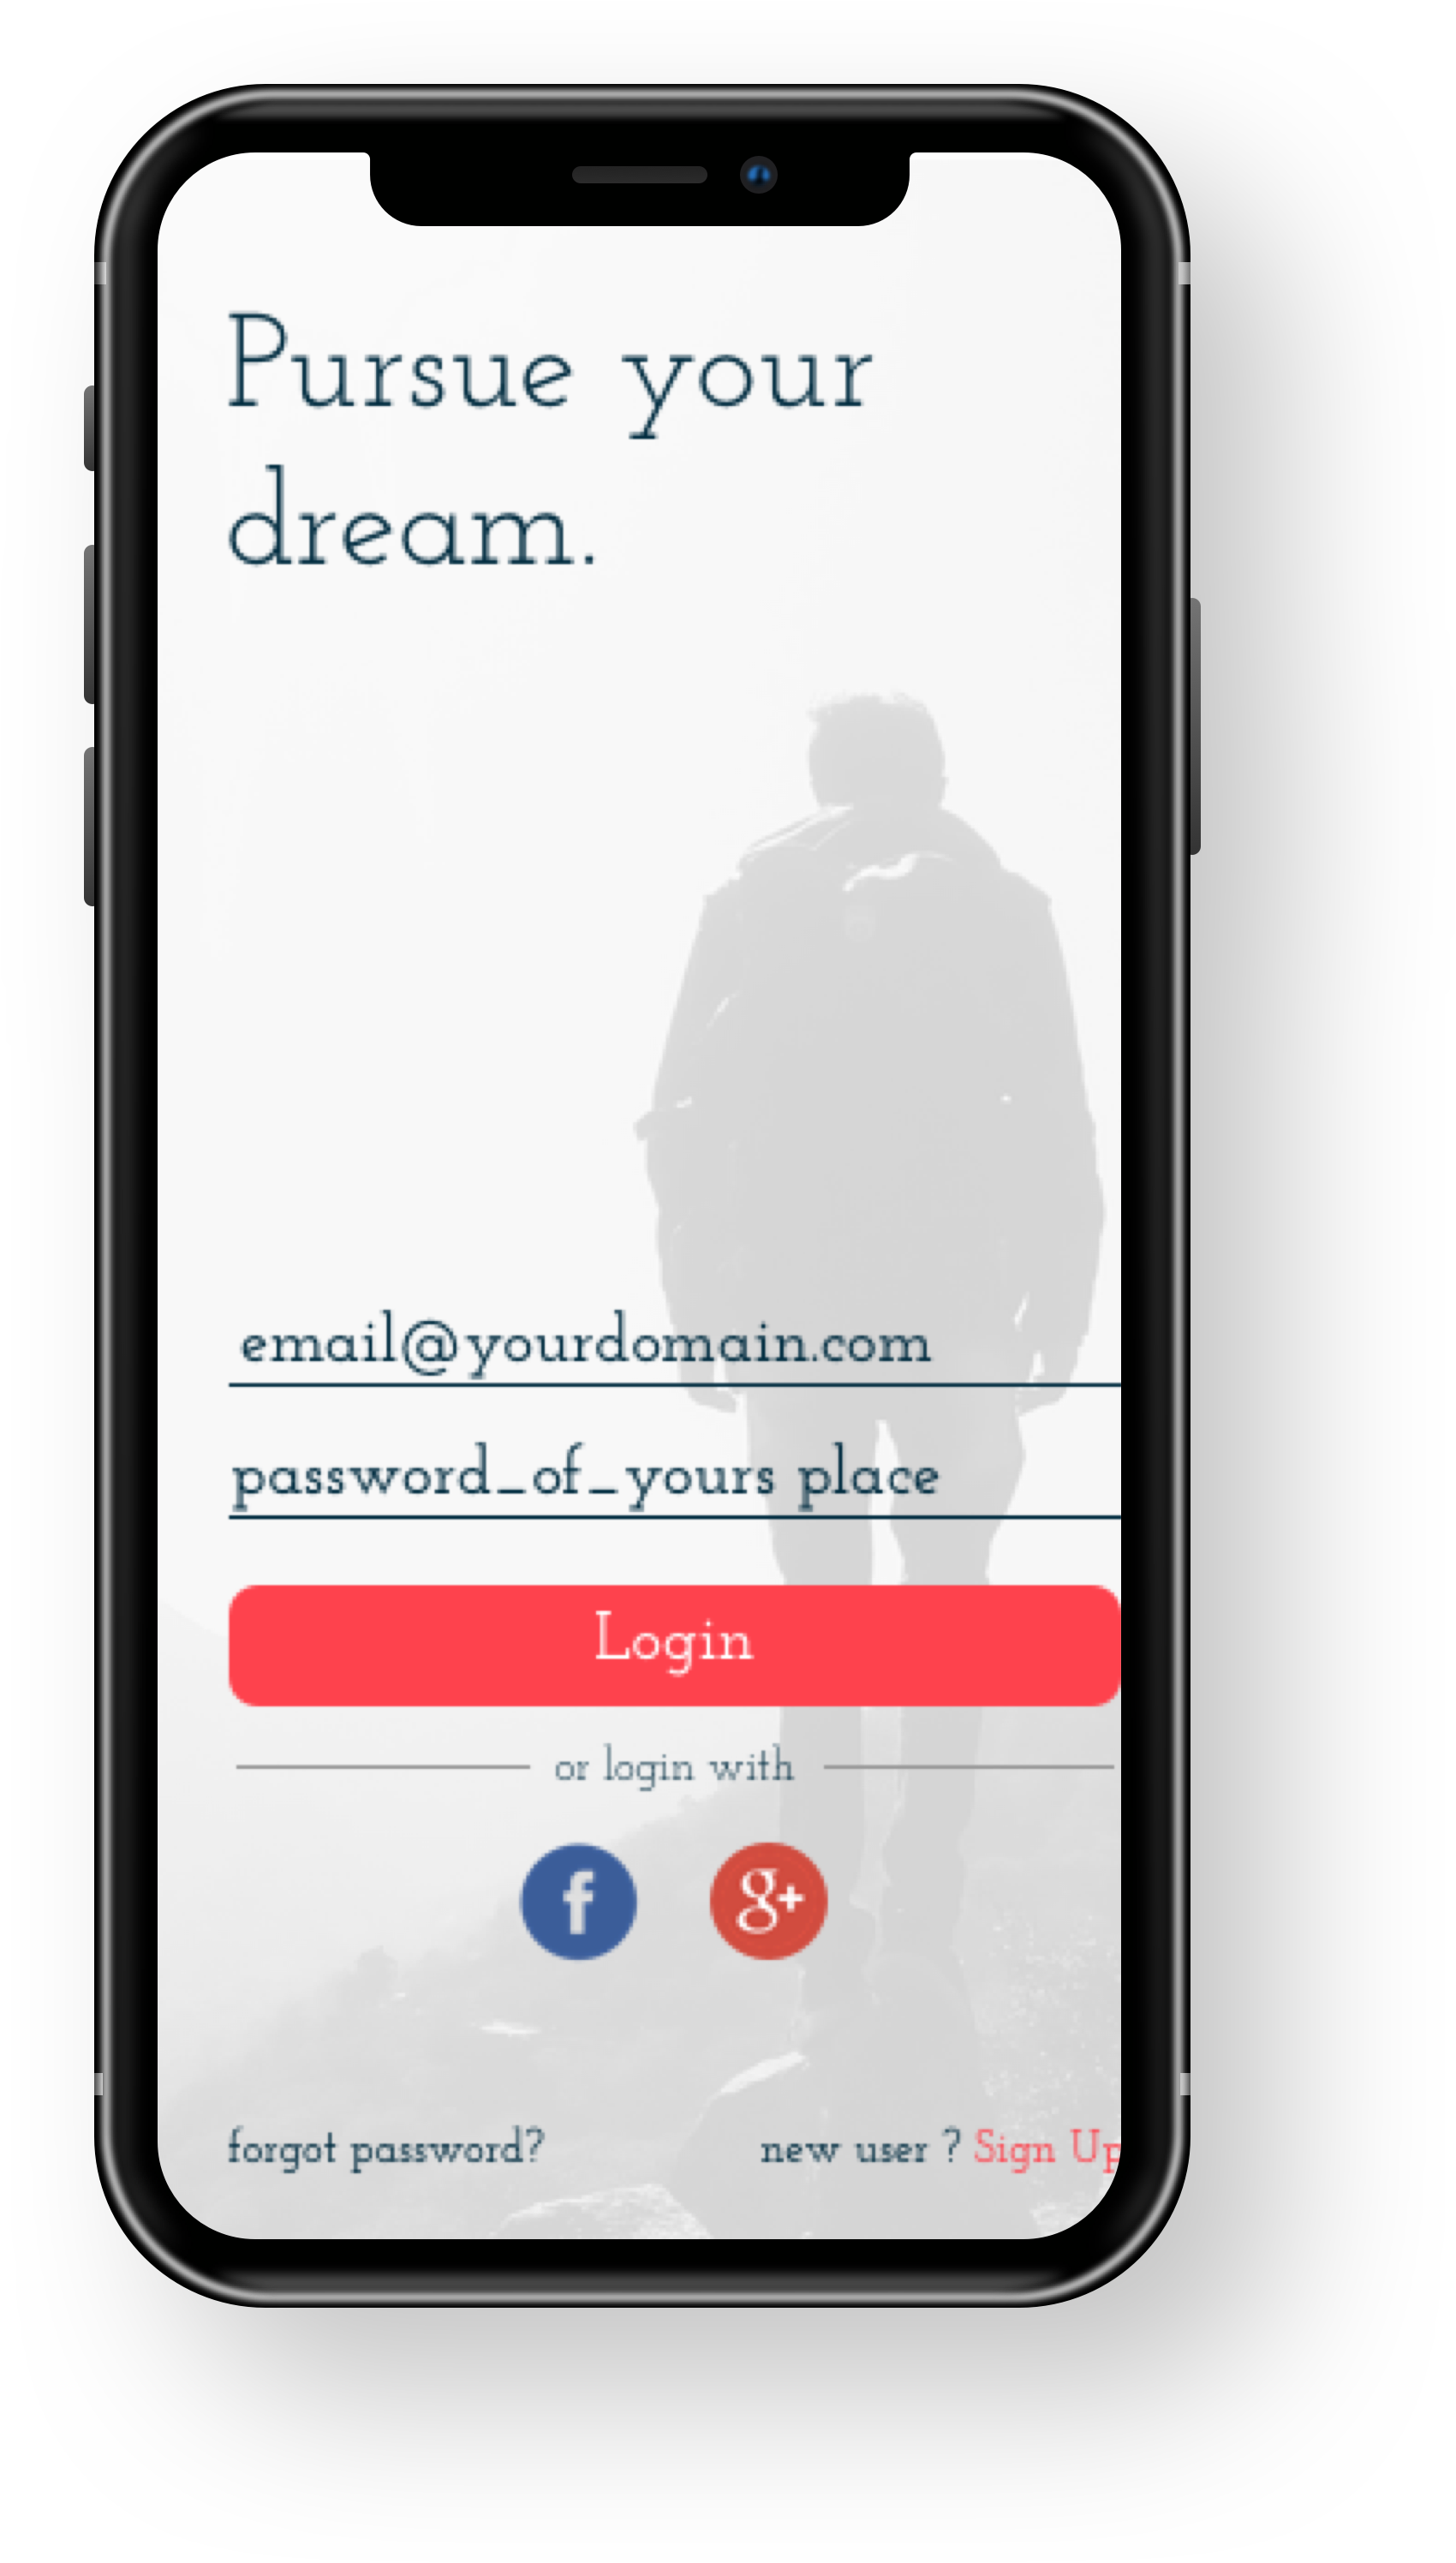 Pursue your
dream.
email@yourdomain.com
password_of_yours place
Login
or login with
f g+
forgot password? new user ? Sign Up